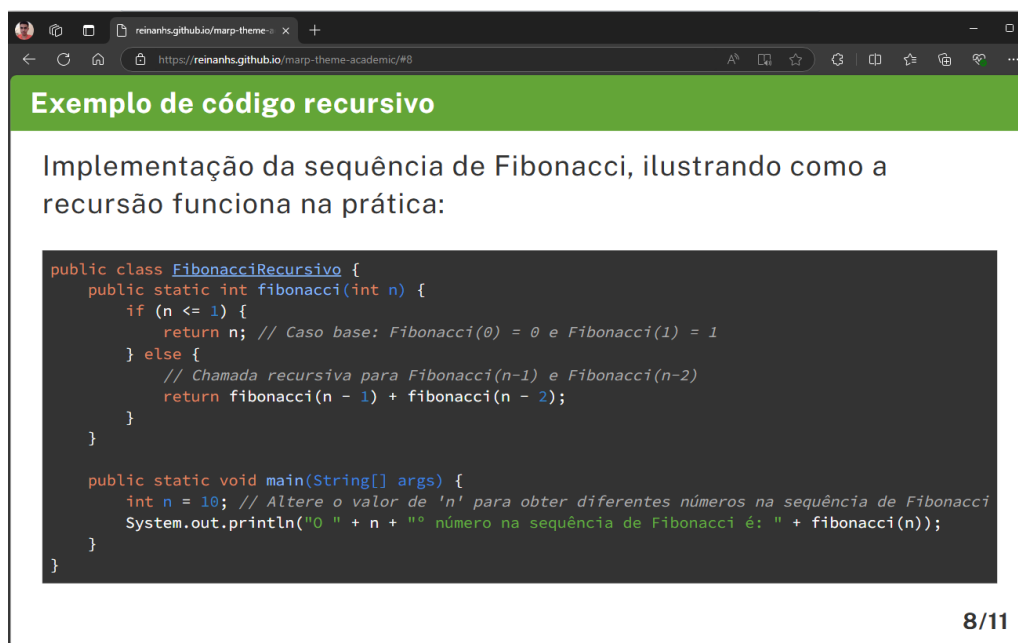 reinanhs.github.io/marp-theme-a
https://reinanhs.github.io/marp-theme-academic/#8
Exemplo de código recursivo
Implementação da sequência de Fibonacci, ilustrando como a
recursão funciona na prática:
public class FibonacciRecursivo {
    public static int fibonacci(int n) {
        if (n <= 1) {
            return n; // Caso base: Fibonacci(0) = 0 e Fibonacci(1) = 1
        } else {
            // Chamada recursiva para Fibonacci(n-1) e Fibonacci(n-2)
            return fibonacci(n - 1) + fibonacci(n - 2);
        }
    }
    public static void main(String[] args) {
        int n = 10; // Altere o valor de 'n' para obter diferentes números na sequência de Fibonacci
        System.out.println("O " + n + "° número na sequência de Fibonacci é: " + fibonacci(n));
    }
}
8/11